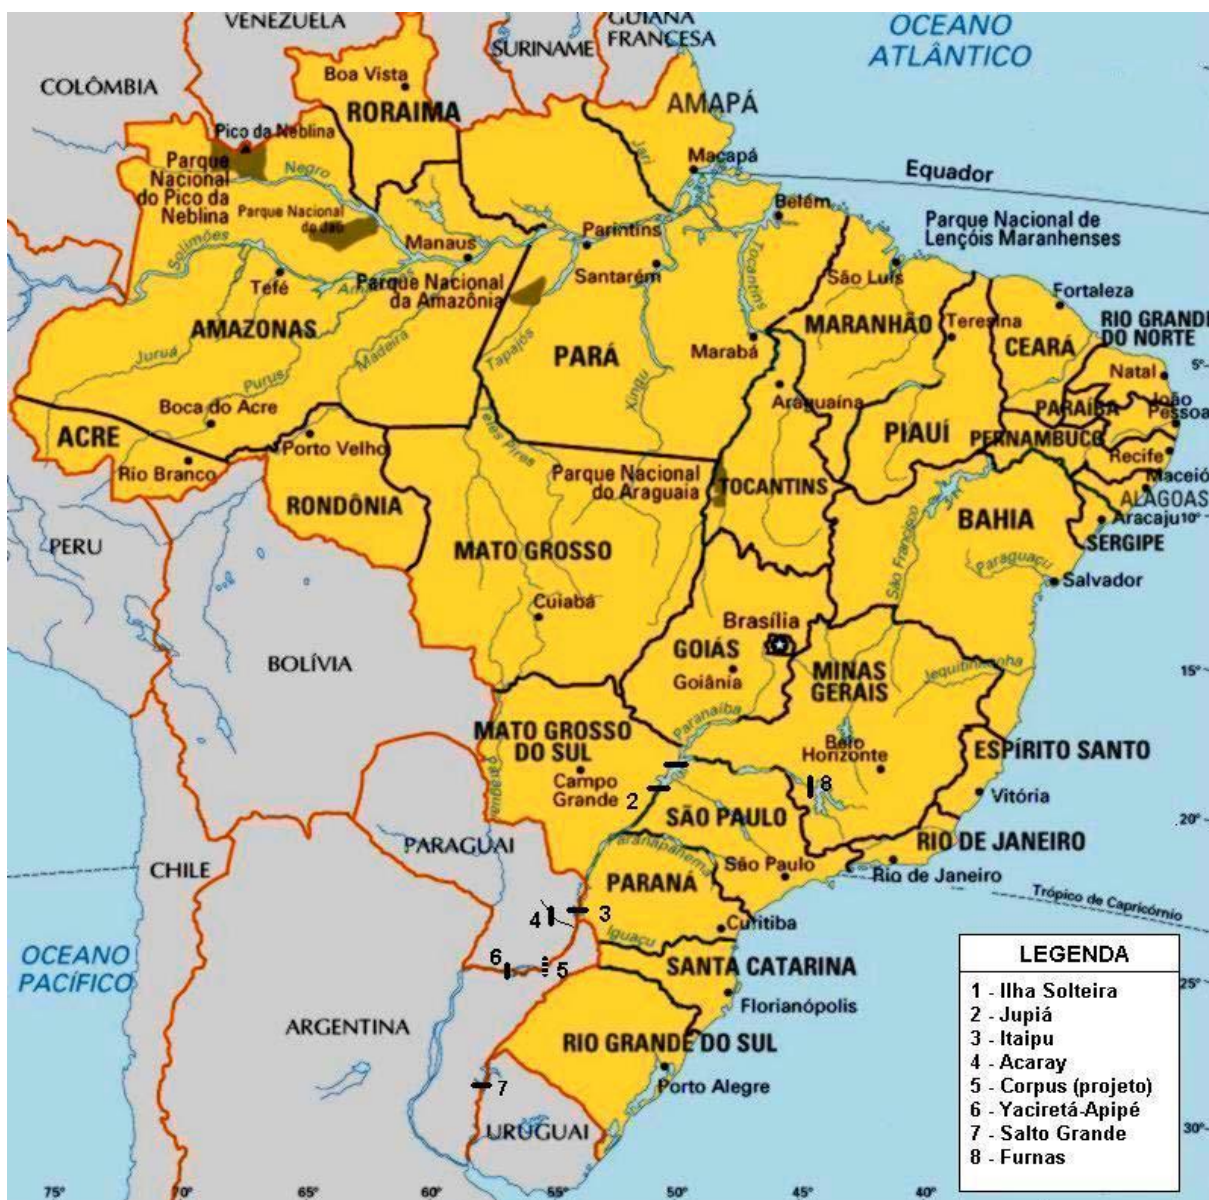 VENEZUELA
SURINAME
GUIANA
FRANCESA
OCEANO
ATLÂNTICO
COLÔMBIA
Boa Vista
RORAIMA
AMAPÁ
Pico da Neblina
Jari
Macapá
Equador
Parque
Nacional
do Pico da
Neblina
Negro
Parque Nacional
do Jaú
Belém
Parque Nacional de
Lençóis Maranhenses
Solimões
Manaus
Parintins
Tefé
Parque Nacional
da Amazônia
Santarém
Tocantins
São Luís
Fortaleza
AMAZONAS
MARANHÃO
Teresina
CEARÁ
RIO GRANDE
DO NORTE
Juruá
Madeira
Tapajós
PARÁ
Marabá
Natal
5°
Purus
Xingu
Boca do Acre
Araguaína
PARAÍBA
João
Pessoa
ACRE
Porto Velho
Teles Pires
PIAUÍ
PERNAMBUCO
Recife
Rio Branco
Parque Nacional
do Araguaia
TOCANTINS
Maceió
ALAGOAS
RONDÔNIA
BAHIA
Aracaju
10°
PERU
MATO GROSSO
São Francisco
SERGIPE
Paraguaçu
Salvador
Cuiabá
Brasília
BOLÍVIA
GOIÁS
Goiânia
MINAS
GERAIS
Jequitinhonha
15°
Paranaíba
MATO GROSSO
DO SUL
Belo
Horizonte
ESPÍRITO SANTO
Campo
Grande
2
8
Vitória
SÃO PAULO
20°
PARAGUAI
Paranapanema
RIO DE JANEIRO
CHILE
São Paulo
Rio de Janeiro
PARANÁ
Trópico de Capricórnio
4
3
Curitiba
Iguaçu
OCEANO
PACÍFICO
6
5
SANTA CATARINA
Florianópolis
25°
ARGENTINA
RIO GRANDE DO SUL
7
Porto Alegre
URUGUAI
30°
LEGENDA
1 - Ilha Solteira
2 - Jupiá
3 - Itaipu
4 - Acaray
5 - Corpus (projeto)
6 - Yaciretá-Apipé
7 - Salto Grande
8 - Furnas
75°
70°
65°
60°
55°
50°
45°
40°